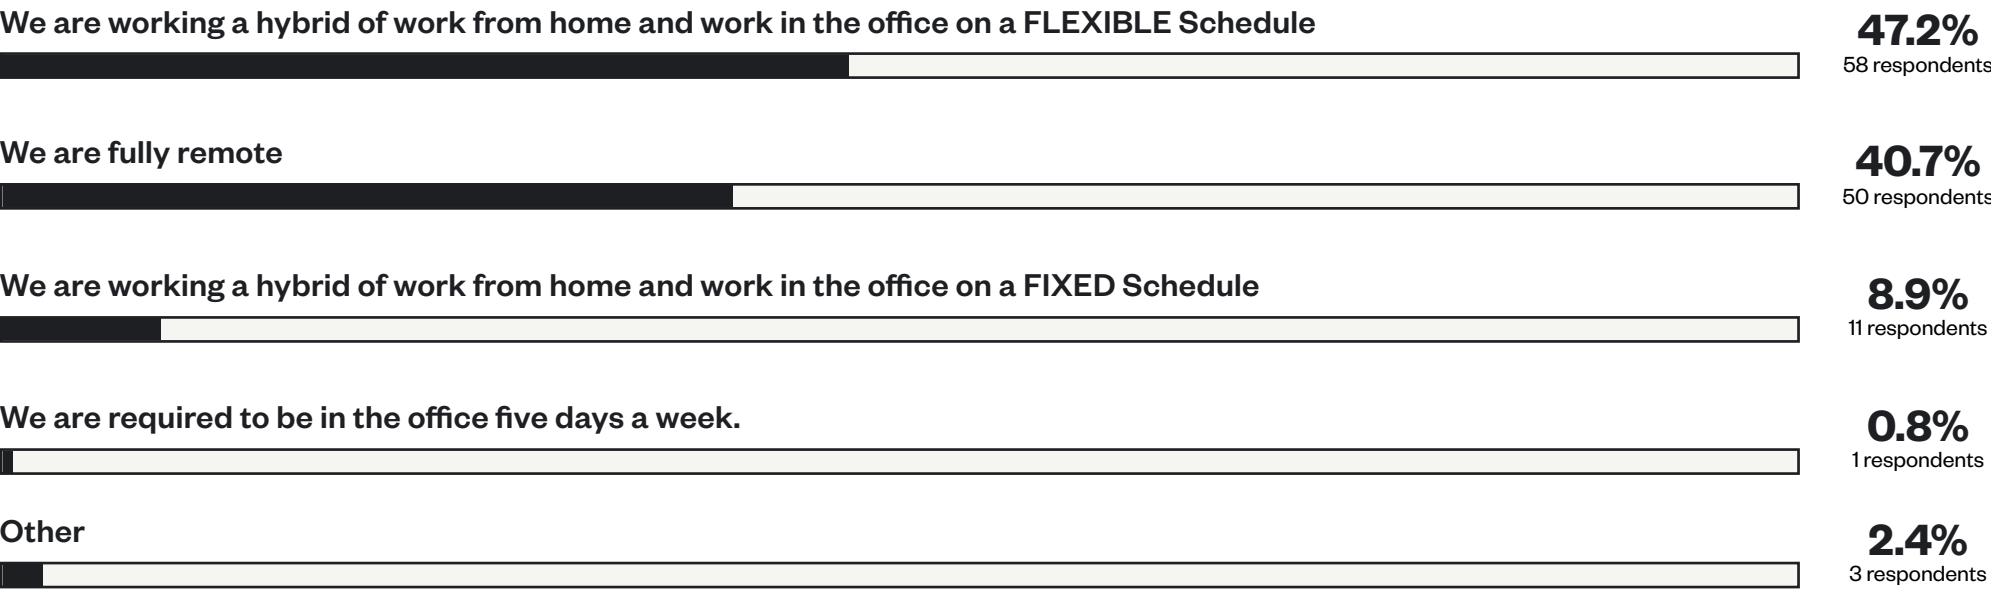 We are working a hybrid of work from home and work in the office on a FLEXIBLE Schedule
47.2%
58 respondents
We are fully remote
40.7%
50 respondents
We are working a hybrid of work from home and work in the office on a FIXED Schedule
8.9%
11 respondents
We are required to be in the office five days a week.
0.8%
1 respondents
Other
2.4%
3 respondents